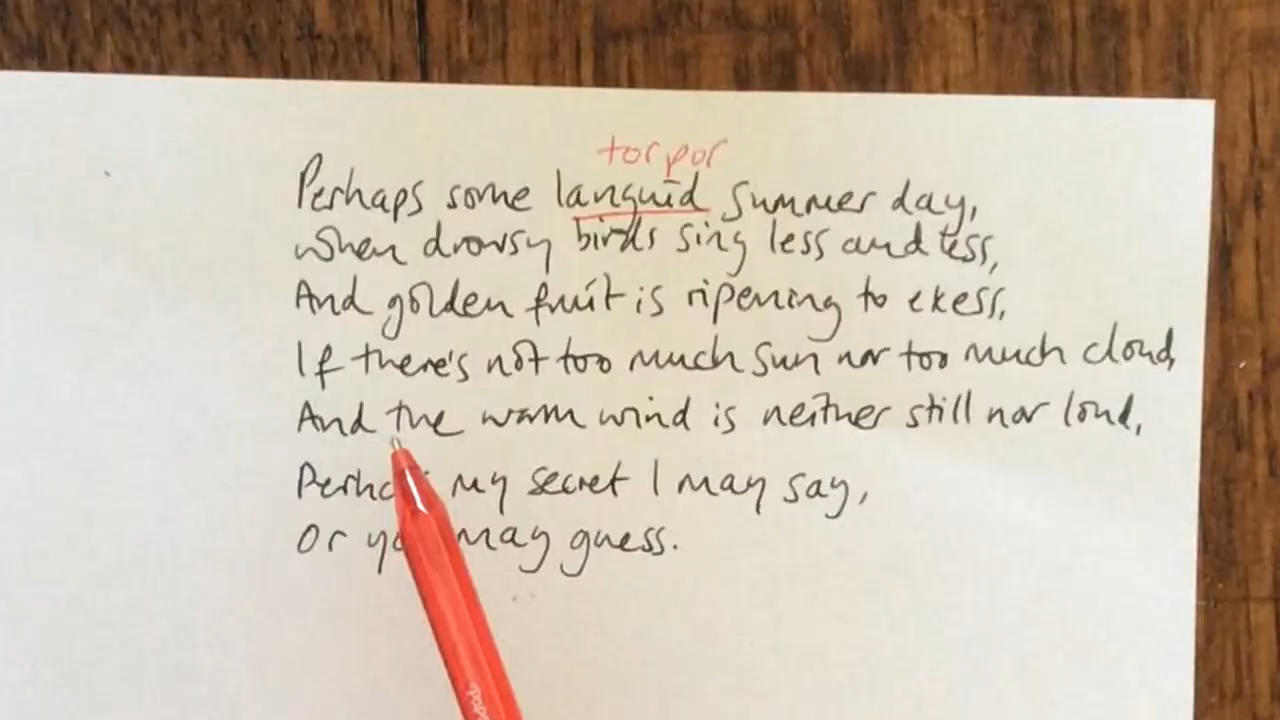 torpor
Perhaps some languid summer day,
when drowsy birds sing less and less,
And golden fruit is ripening to excess,
If there's not too much sun nor too much cloud,
And the warm wind is neither still nor loud,
my secret I may say,
Or may guess.